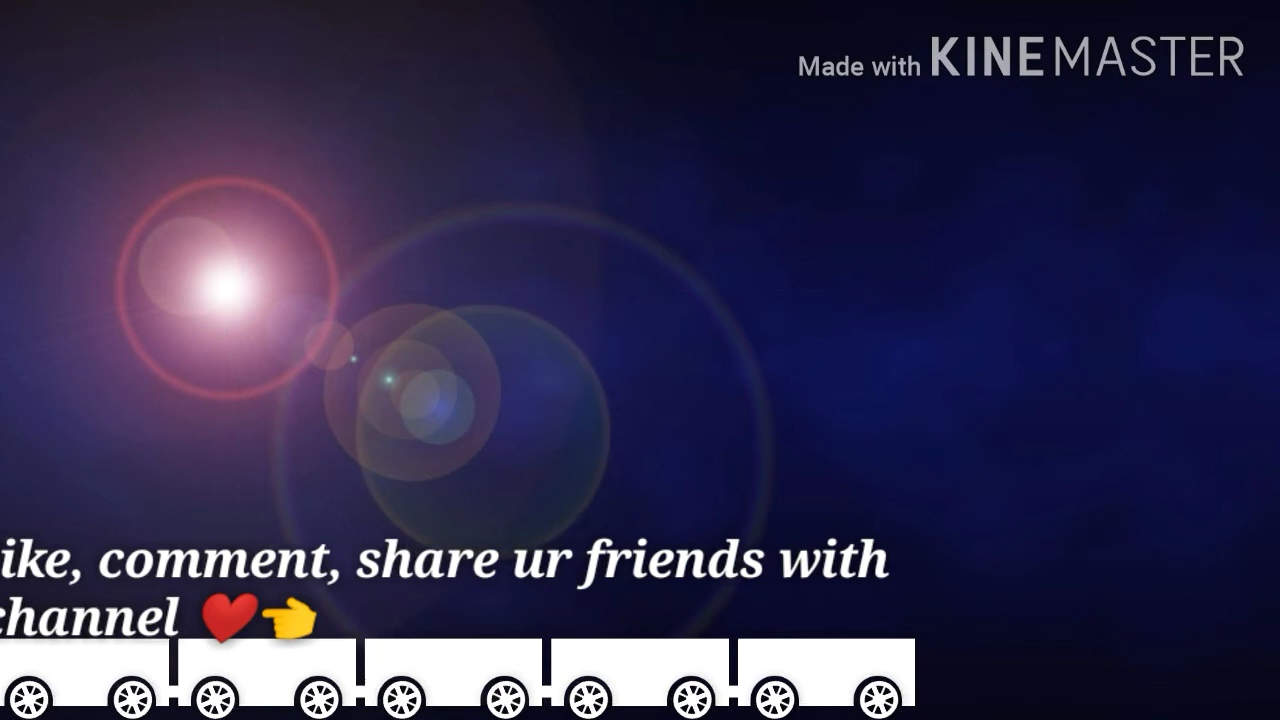 Made with KINEMASTER
ike, comment, share ur friends with
channel ❤️👈